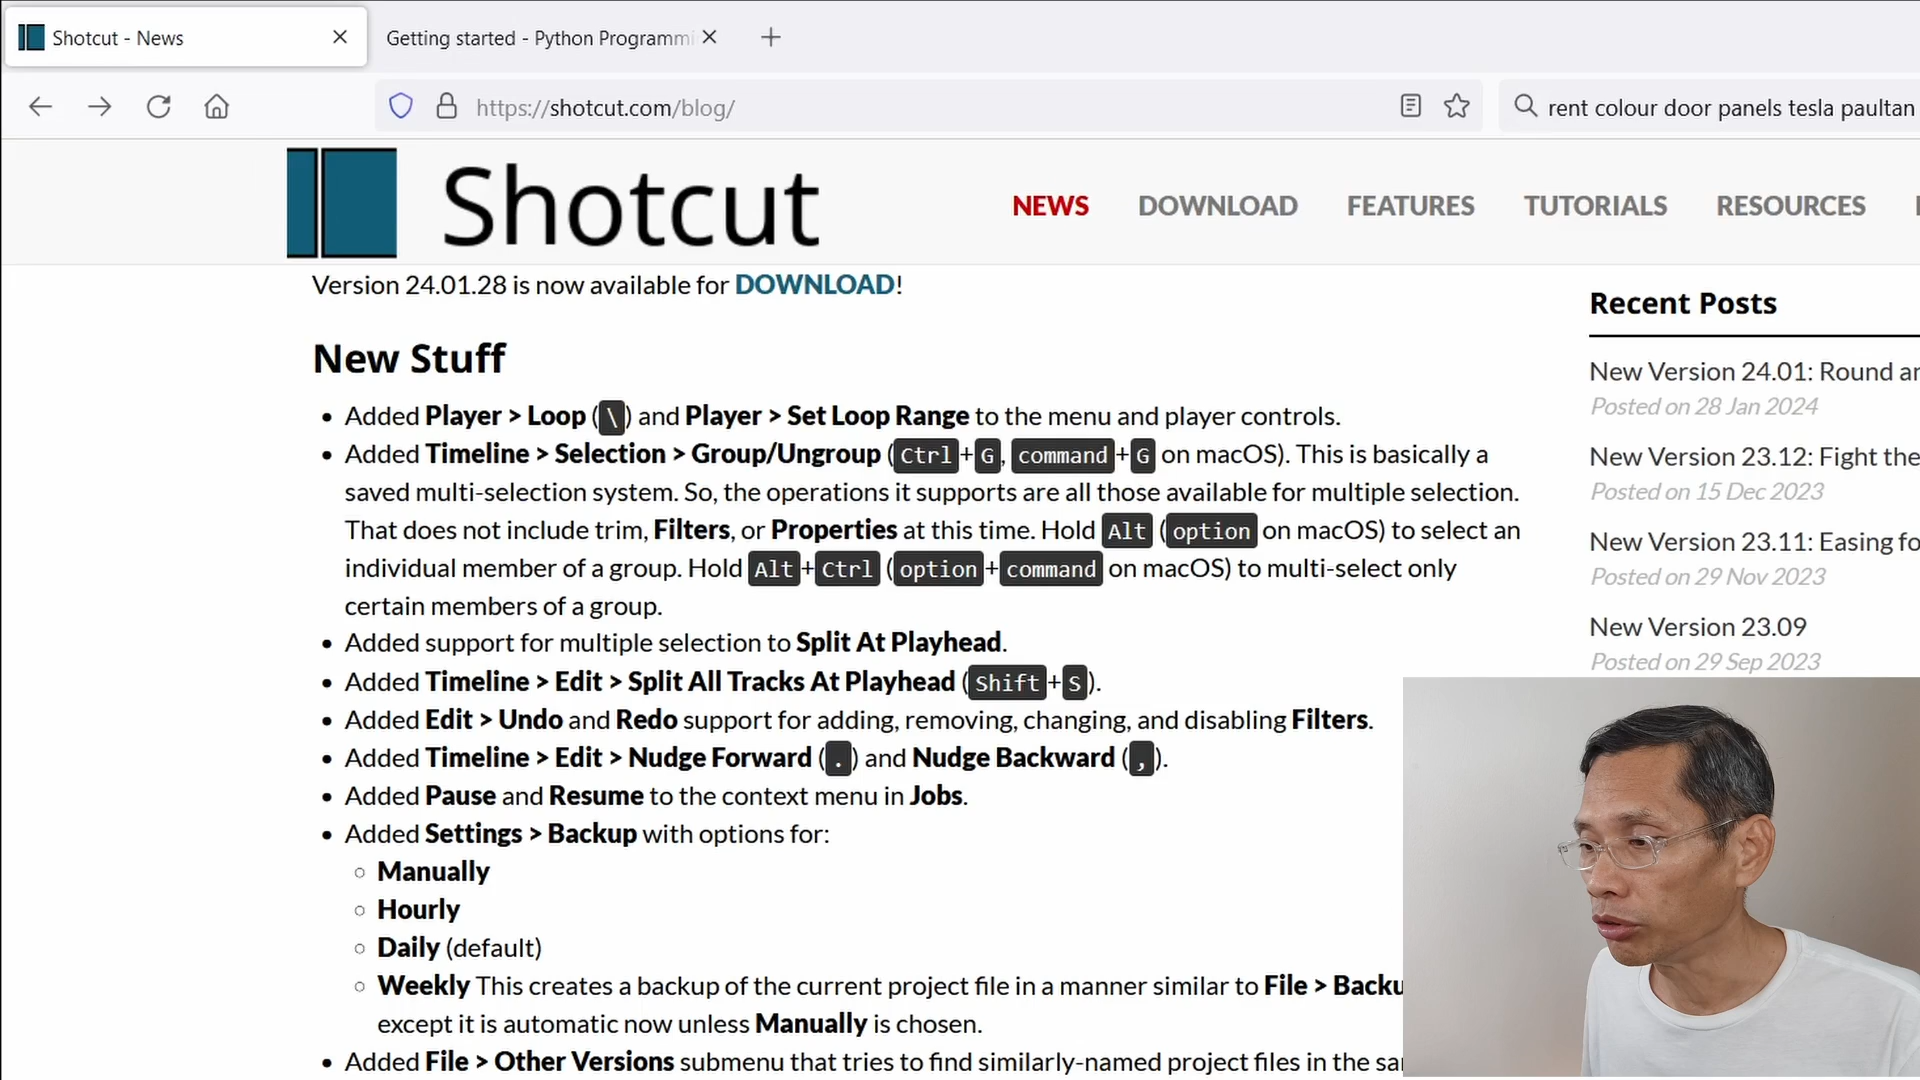 Shotcut - News
Getting started - Python Programmi
https://shotcut.com/blog/
rent colour door panels tesla paultan
Shotcut
NEWS
DOWNLOAD
FEATURES
TUTORIALS
RESOURCES
Version 24.01.28 is now available for DOWNLOAD!
New Stuff
• Added Player > Loop (\) and Player > Set Loop Range to the menu and player controls.
• Added Timeline > Selection > Group/Ungroup (Ctrl+G, command+G on macOS). This is basically a
saved multi-selection system. So, the operations it supports are all those available for multiple selection.
That does not include trim, Filters, or Properties at this time. Hold Alt (option on macOS) to select an
individual member of a group. Hold Alt+Ctrl (option+command on macOS) to multi-select only
certain members of a group.
• Added support for multiple selection to Split At Playhead.
• Added Timeline > Edit > Split All Tracks At Playhead (Shift+S).
• Added Edit > Undo and Redo support for adding, removing, changing, and disabling Filters.
• Added Timeline > Edit > Nudge Forward (.) and Nudge Backward (,).
• Added Pause and Resume to the context menu in Jobs.
• Added Settings > Backup with options for:
○ Manually
○ Hourly
○ Daily (default)
○ Weekly This creates a backup of the current project file in a manner similar to File > Backu
except it is automatic now unless Manually is chosen.
• Added File > Other Versions submenu that tries to find similarly-named project files in the sa
Recent Posts
New Version 24.01: Round a
Posted on 28 Jan 2024
New Version 23.12: Fight the
Posted on 15 Dec 2023
New Version 23.11: Easing fo
Posted on 29 Nov 2023
New Version 23.09
Posted on 29 Sep 2023